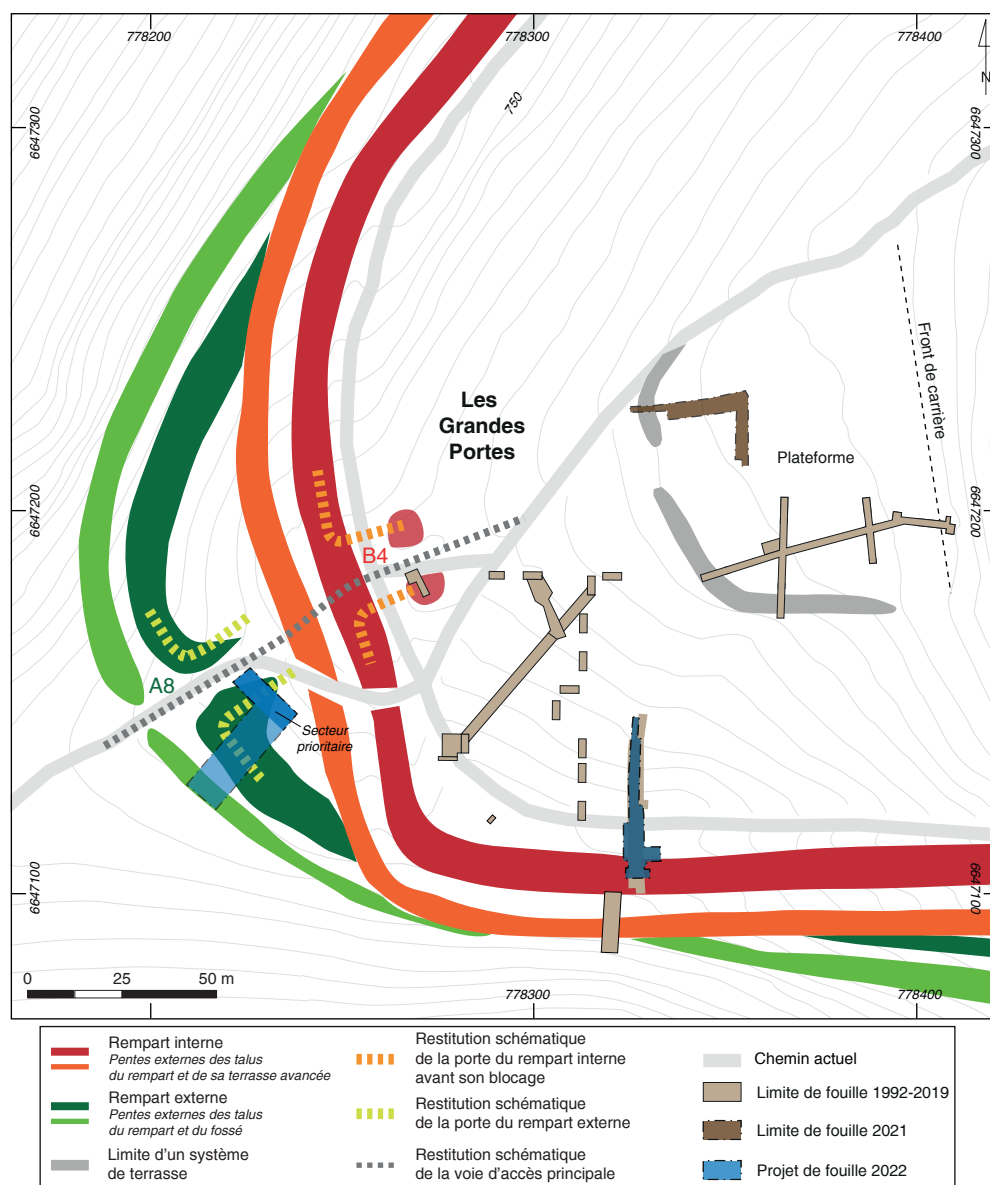 778200
778300
778400
N
6647300
6647300
750
Front de carrière
Les
Grandes
Portes
Plateforme
6647200
6647200
B4
A8
Secteur
prioritaire
6647100
6647100
0 25 50 m
778300
778400
Rempart interne
Pentes externes des talus
du rempart et de sa terrasse avancée
Rempart externe
Pentes externes des talus
du rempart et du fossé
Limite d'un système
de terrasse
Restitution schématique
de la porte du rempart interne
avant son blocage
Restitution schématique
de la porte du rempart externe
Restitution schématique
de la voie d'accès principale
Chemin actuel
Limite de fouille 1992-2019
Limite de fouille 2021
Projet de fouille 2022